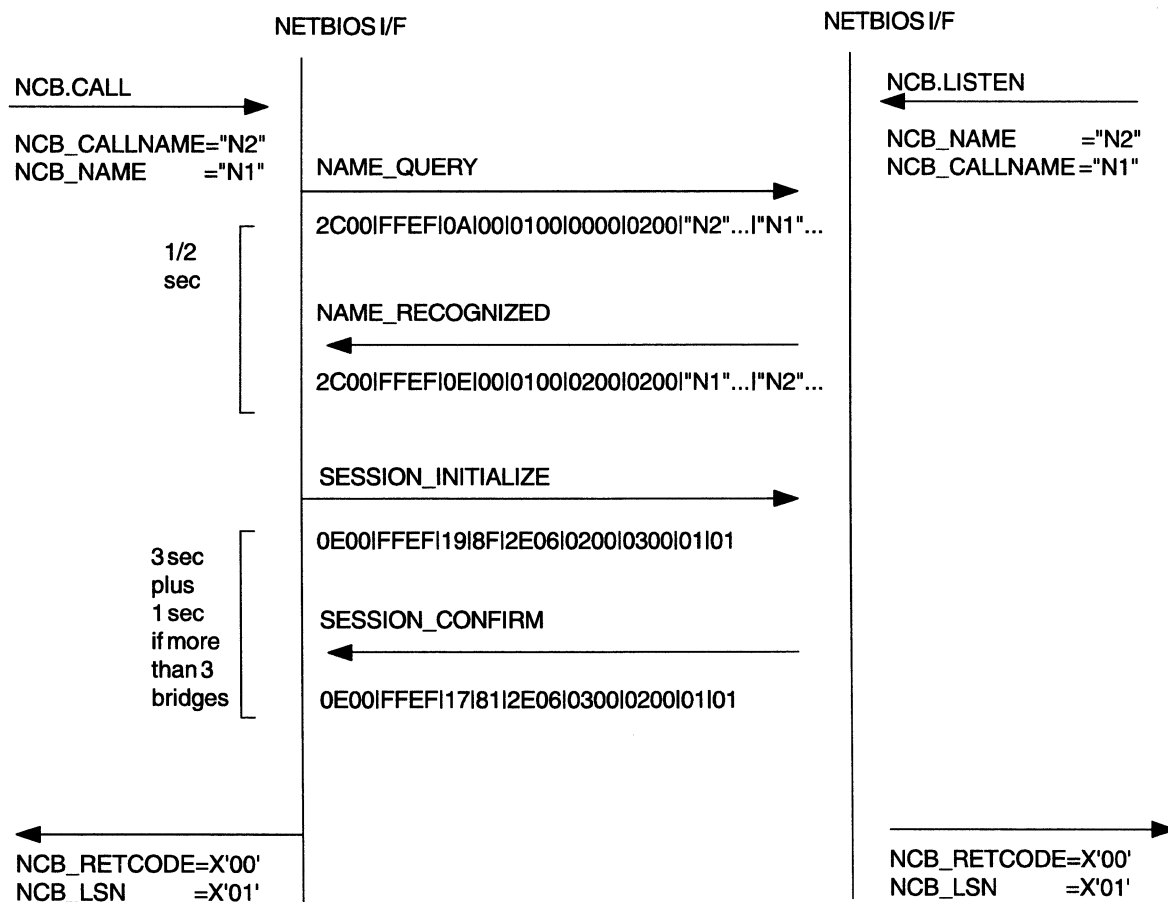 NETBIOS I/F
NETBIOS I/F
NCB.CALL
NCB.LISTEN
NCB_CALLNAME="N2"
NCB_NAME ="N1"
NCB_NAME ="N2"
NCB_CALLNAME="N1"
NAME_QUERY
2C00|FFEF|0A|00|0100|0000|0200|"N2"...|"N1"...
1/2
sec
NAME_RECOGNIZED
2C00|FFEF|0E|00|0100|0200|0200|"N1"...|"N2"...
SESSION_INITIALIZE
0E00|FFEF|19|8F|2E06|0200|0300|01|01
3 sec
plus
1 sec
if more
than 3
bridges
SESSION_CONFIRM
0E00|FFEF|17|81|2E06|0300|0200|01|01
NCB_RETCODE=X'00'
NCB_LSN =X'01'
NCB_RETCODE=X'00'
NCB_LSN =X'01'